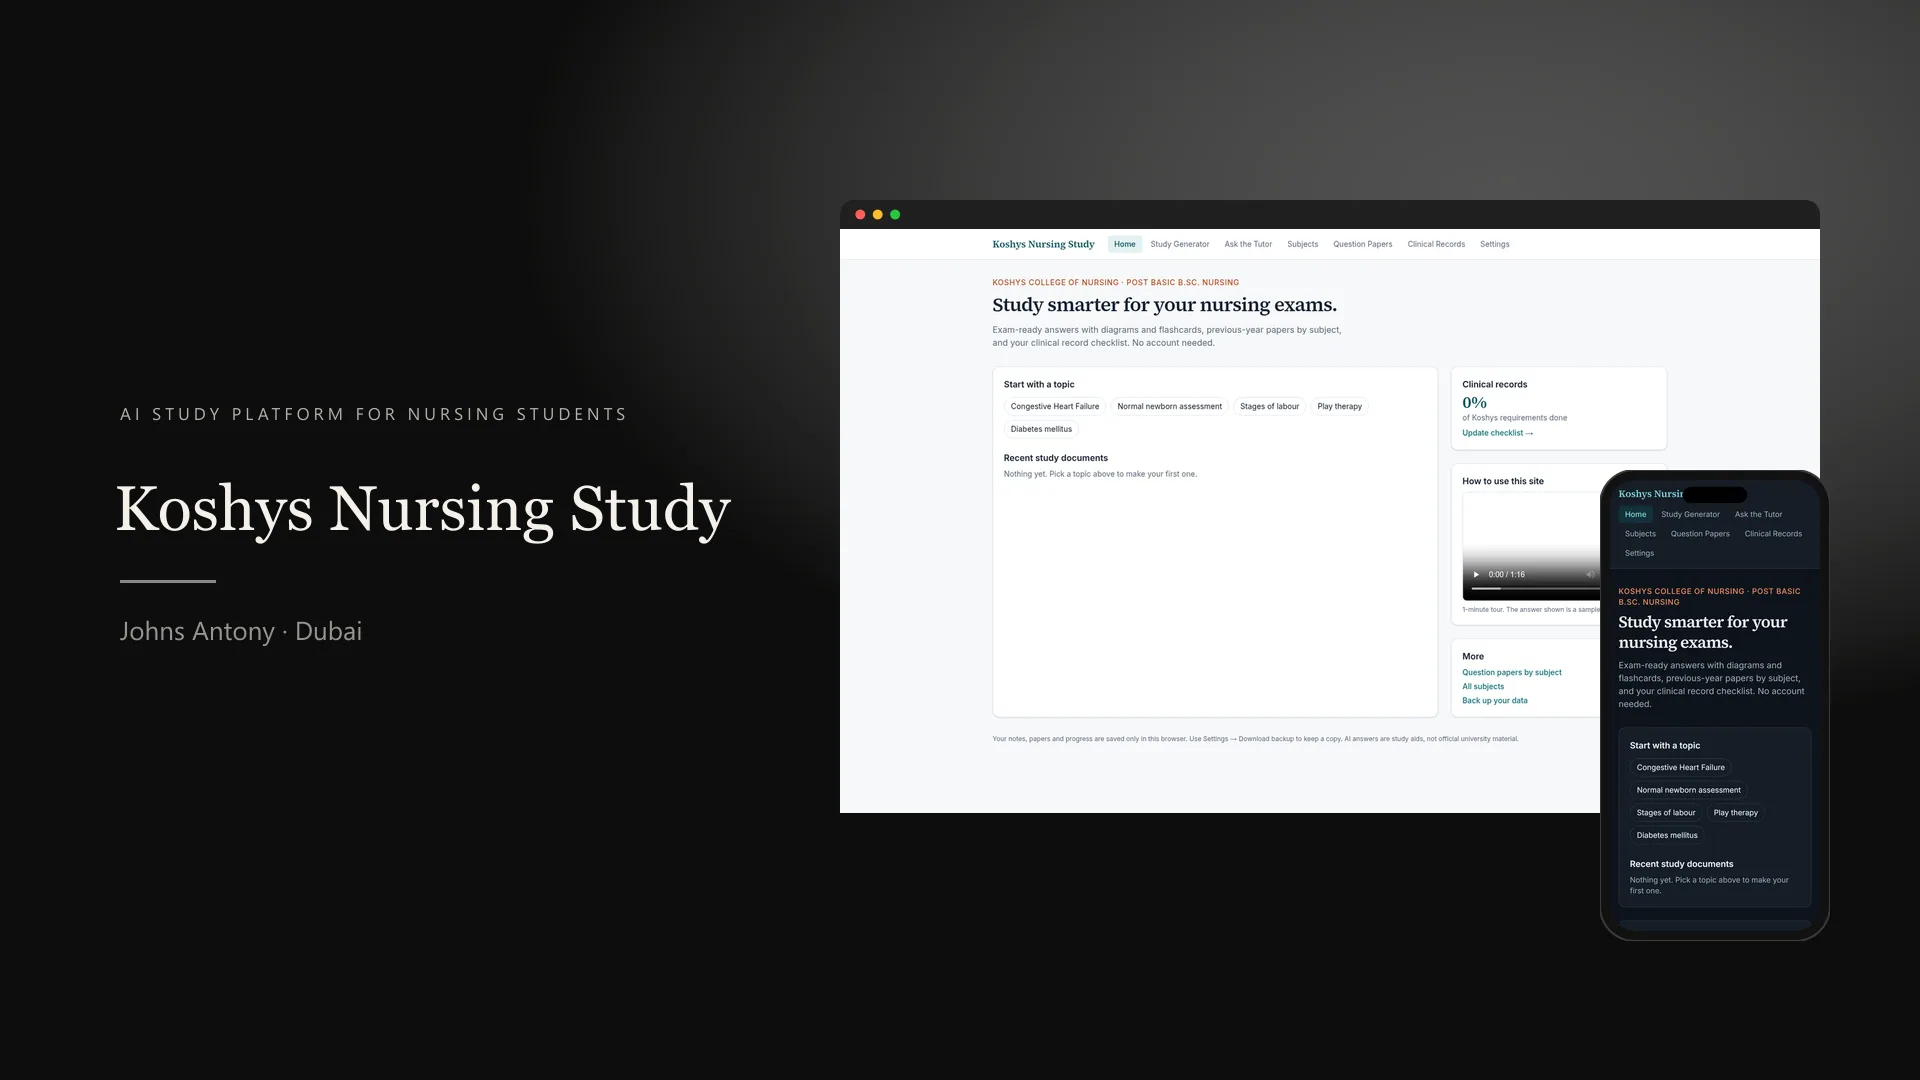 AI STUDY PLATFORM FOR NURSING STUDENTS
Koshys Nursing Study
Johns Antony · Dubai
Koshys Nursing Study Home Study Generator Ask the Tutor Subjects Question Papers Clinical Records Settings
KOSHYS COLLEGE OF NURSING · POST BASIC B.SC. NURSING
Study smarter for your nursing exams.
Exam-ready answers with diagrams and flashcards, previous-year papers by subject,
and your clinical record checklist. No account needed.
Start with a topic
Congestive Heart Failure Normal newborn assessment Stages of labour Play therapy
Diabetes mellitus
Recent study documents
Nothing yet. Pick a topic above to make your first one.
Clinical records
0%
of Koshys requirements done
Update checklist →
How to use this site
0:00 / 1:16
1-minute tour. The answer shown is a sample
More
Question papers by subject
All subjects
Back up your data
Your notes, papers and progress are saved only in this browser. Use Settings → Download backup to keep a copy. AI answers are study aids, not official university material.
Koshys Nursin
Home Study Generator Ask the Tutor
Subjects Question Papers Clinical Records
Settings
KOSHYS COLLEGE OF NURSING · POST BASIC
B.SC. NURSING
Study smarter for your
nursing exams.
Exam-ready answers with diagrams and
flashcards, previous-year papers by subject,
and your clinical record checklist. No account
needed.
Start with a topic
Congestive Heart Failure
Normal newborn assessment
Stages of labour Play therapy
Diabetes mellitus
Recent study documents
Nothing yet. Pick a topic above to make your
first one.